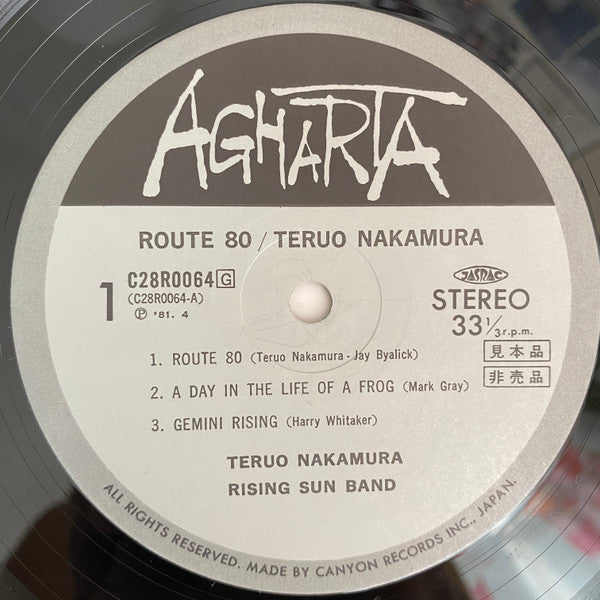 AGHARTA
ROUTE 80 / TERUO NAKAMURA
1
C28R0064 G
(C28R0064-A)
Ⓟ '81. 4
JASRAC
STEREO
33 1/3 r.p.m.
見本品
非売品
1. ROUTE 80 (Teruo Nakamura - Jay Byalick)
2. A DAY IN THE LIFE OF A FROG (Mark Gray)
3. GEMINI RISING (Harry Whitaker)
TERUO NAKAMURA
RISING SUN BAND
ALL RIGHTS RESERVED. MADE BY CANYON RECORDS INC., JAPAN.